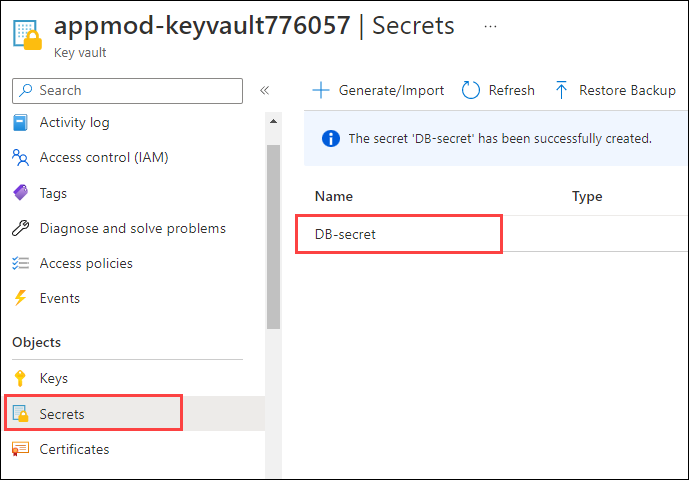 appmod-keyvault776057 | Secrets ...
Key vault
Search
«
Activity log
Access control (IAM)
Tags
Diagnose and solve problems
Access policies
Events
Objects
Keys
Secrets
Certificates
Generate/Import Refresh Restore Backup
The secret 'DB-secret' has been successfully created.
Name Type
DB-secret